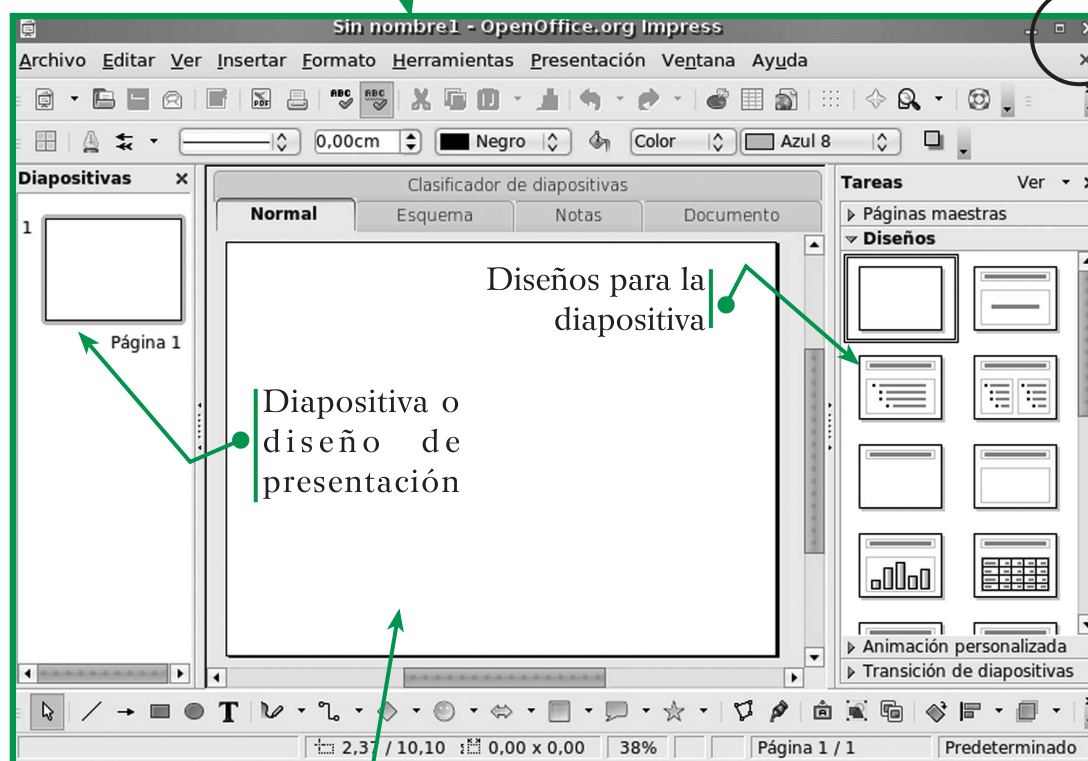 Sin nombre1 - OpenOffice.org Impress
Archivo Editar Ver Insertar Formato Herramientas Presentación Ventana Ayuda
PDF ABC ABC
0,00cm Negro Color Azul 8
Diapositivas
Clasificador de diapositivas
Tareas Ver
Normal Esquema Notas Documento
Páginas maestras
Diseños
1
Página 1
Diseños para la
diapositiva
Diapositiva o
diseño de
presentación
Animación personalizada
Transición de diapositivas
T
2,37 / 10,10 0,00 x 0,00 38% Página 1 / 1 Predeterminado